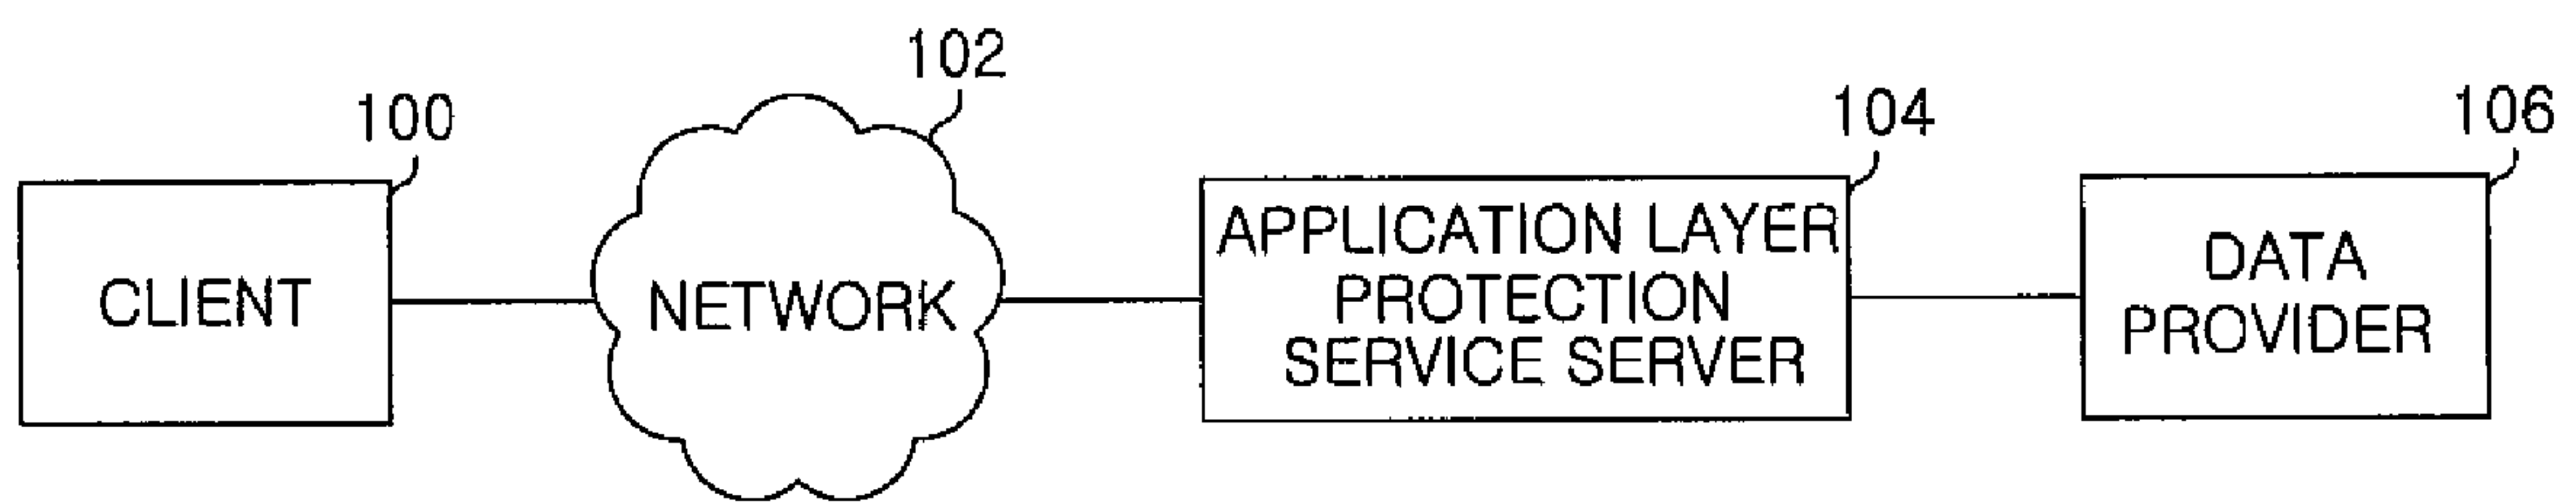 102
100
104
106
CLIENT
NETWORK
APPLICATION LAYER
PROTECTION
SERVICE SERVER
DATA
PROVIDER